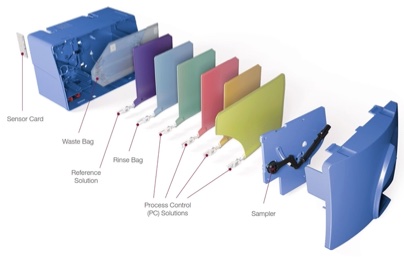 Sensor Card
Waste Bag
Reference
Solution
Rinse Bag
Process Control
(PC) Solutions
Sampler